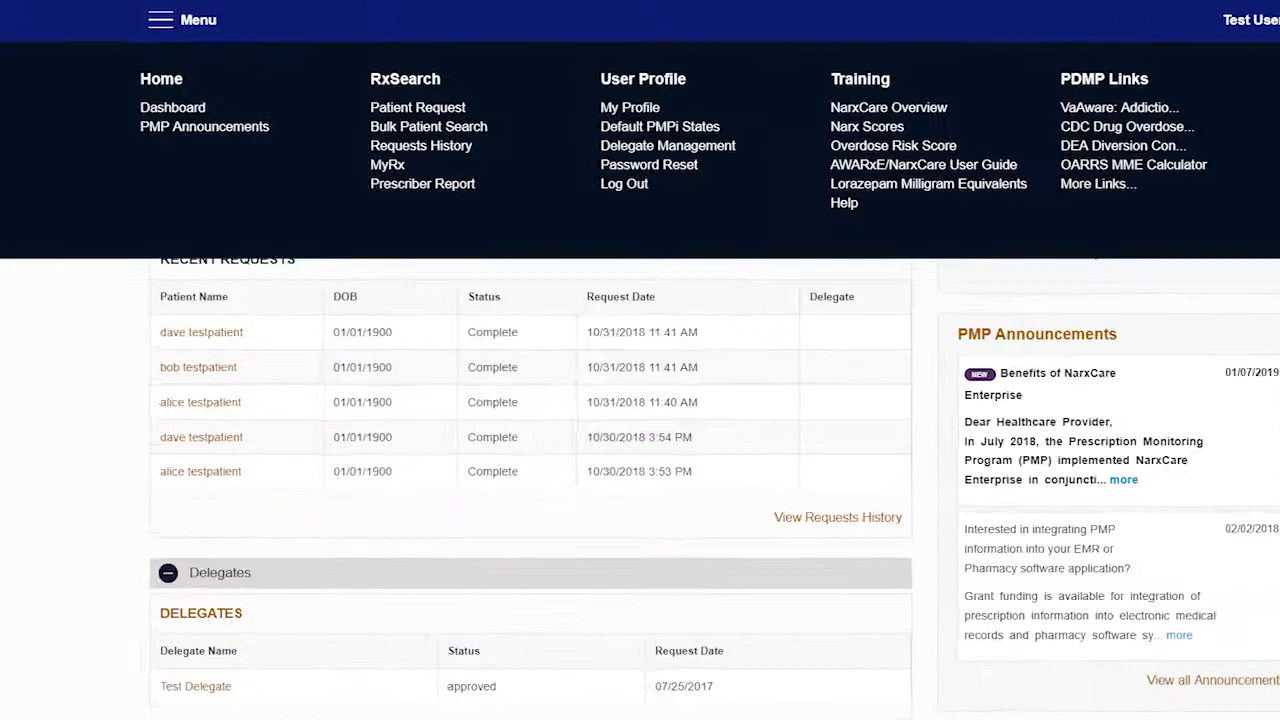 Menu
Test User
Home
Dashboard
PMP Announcements
RxSearch
Patient Request
Bulk Patient Search
Requests History
MyRx
Prescriber Report
User Profile
My Profile
Default PMPi States
Delegate Management
Password Reset
Log Out
Training
NarxCare Overview
Narx Scores
Overdose Risk Score
AWARxE/NarxCare User Guide
Lorazepam Milligram Equivalents
Help
PDMP Links
VaAware: Addictio...
CDC Drug Overdose...
DEA Diversion Con...
OARRS MME Calculator
More Links...
RECENT REQUESTS
Patient Name DOB Status Request Date Delegate
dave testpatient 01/01/1900 Complete 10/31/2018 11:41 AM
bob testpatient 01/01/1900 Complete 10/31/2018 11:41 AM
alice testpatient 01/01/1900 Complete 10/31/2018 11:40 AM
dave testpatient 01/01/1900 Complete 10/30/2018 3:54 PM
alice testpatient 01/01/1900 Complete 10/30/2018 3:53 PM
View Requests History
Delegates
DELEGATES
Delegate Name Status Request Date
Test Delegate approved 07/25/2017
PMP Announcements
NEW Benefits of NarxCare 01/07/2019
Enterprise
Dear Healthcare Provider,
In July 2018, the Prescription Monitoring
Program (PMP) implemented NarxCare
Enterprise in conjuncti... more
Interested in integrating PMP 02/02/2018
information into your EMR or
Pharmacy software application?
Grant funding is available for integration of
prescription information into electronic medical
records and pharmacy software sy... more
View all Announcement